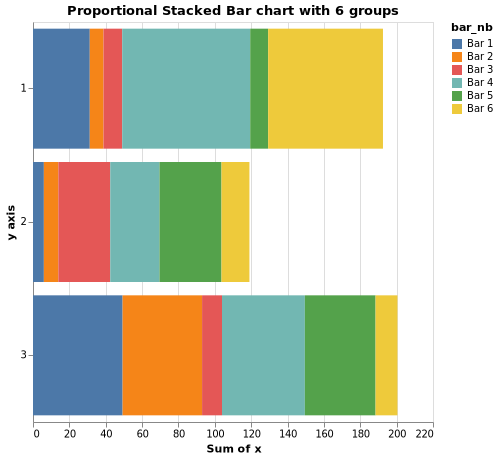 Proportional Stacked Bar chart with 6 groups
bar_nb
Bar 1
Bar 2
Bar 3
Bar 4
Bar 5
Bar 6
y axis
1
2
3
0 20 40 60 80 100 120 140 160 180 200 220
Sum of x